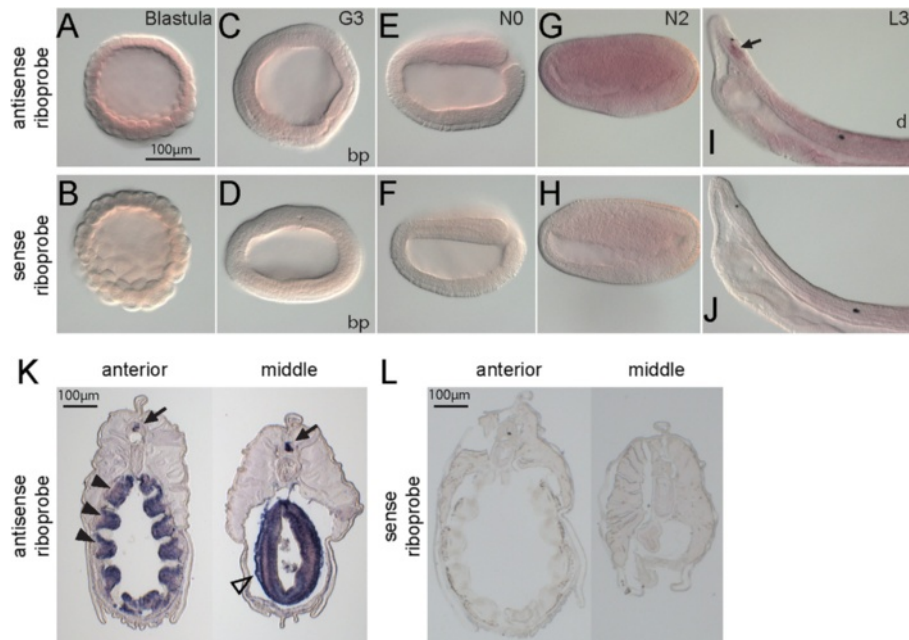 A Blastula
C G3
E N0
G N2
L3
antisense
riboprobe
100µm
bp
I
d
B
D
F
H
J
sense
riboprobe
bp
K anterior middle
L anterior middle
100µm
100µm
antisense
riboprobe
sense
riboprobe